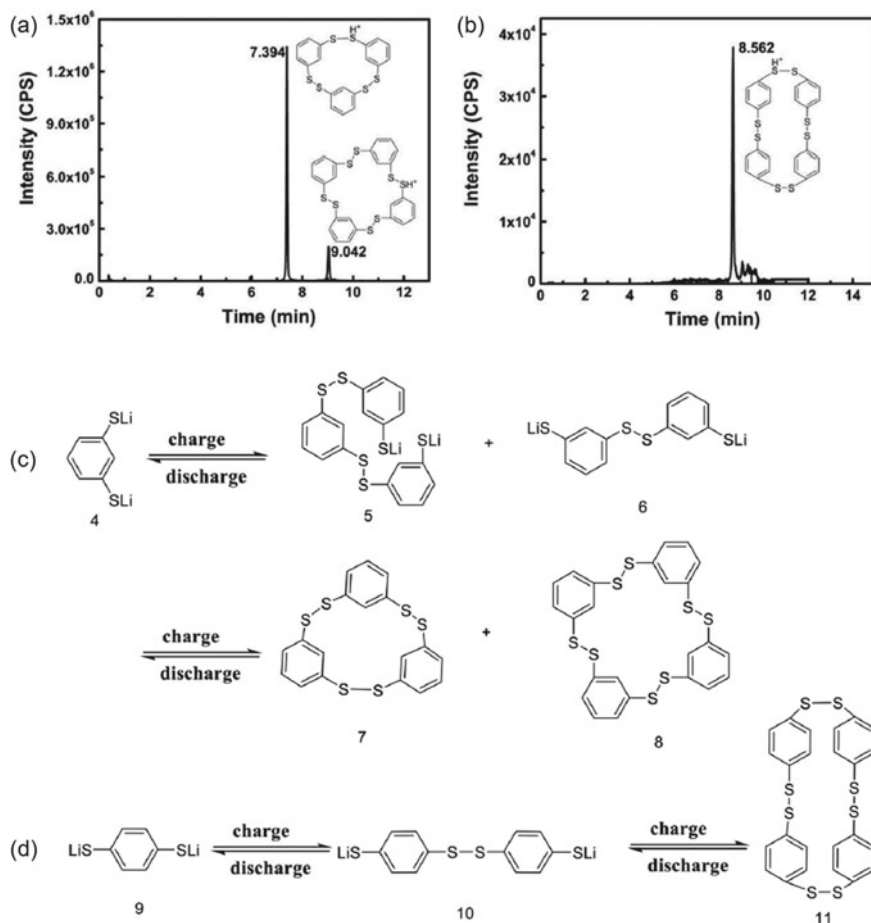 (a)
1.5x10⁶
1.2x10⁶
9.0x10⁵
6.0x10⁵
3.0x10⁵
0.0
Intensity (CPS)
0 2 4 6 8 10 12
Time (min)
7.394
9.042
S SH⁺
S S S S
S S
S S SH⁺
S S S S
(b)
4x10⁴
3x10⁴
2x10⁴
1x10⁴
0
Intensity (CPS)
0 2 4 6 8 10 12 14
Time (min)
8.562
H⁺
S S
S S
S S
S S
(c)
SLi
SLi
4
charge
discharge
S S
SLi SLi
S S
5
+
LiS
S S
SLi
6
charge
discharge
S S S S
S S
7
+
S S
S S
S S
S S
8
(d)
LiS SLi
9
charge
discharge
LiS S S SLi
10
charge
discharge
S S
S S
S S
S S
11